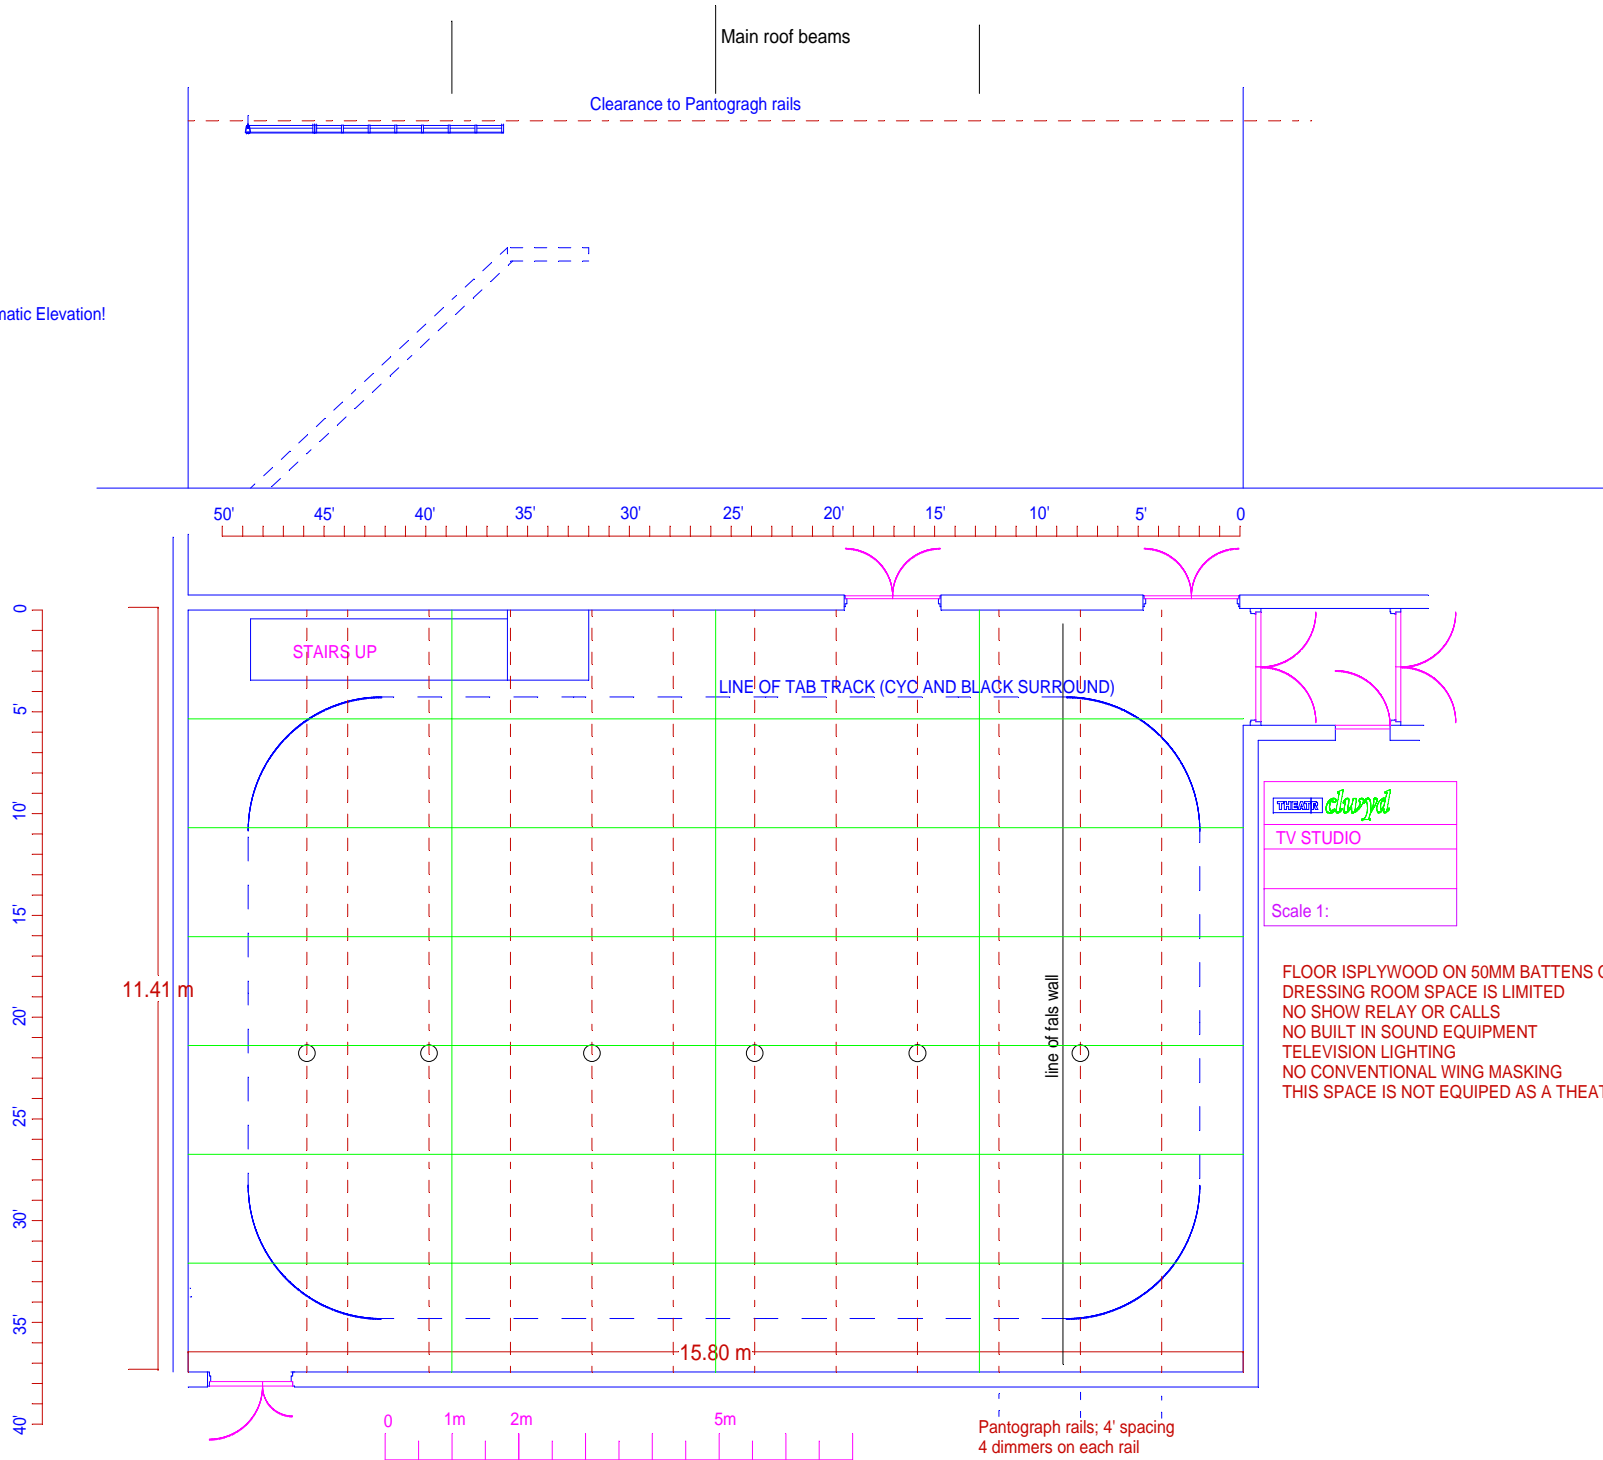 Main roof beams
Clearance to Pantogragh rails
matic Elevation!
50' 45' 40' 35' 30' 25' 20' 15' 10' 5' 0
0
5'
10'
15'
20'
25'
30'
35'
40'
STAIRS UP
LINE OF TAB TRACK (CYC AND BLACK SURROUND)
11.41 m
line of fals wall
THEATR clwyd
TV STUDIO
Scale 1:
FLOOR ISPLYWOOD ON 50MM BATTENS
DRESSING ROOM SPACE IS LIMITED
NO SHOW RELAY OR CALLS
NO BUILT IN SOUND EQUIPMENT
TELEVISION LIGHTING
NO CONVENTIONAL WING MASKING
THIS SPACE IS NOT EQUIPED AS A THEAT
15.80 m
0 1m 2m 5m
Pantograph rails; 4' spacing
4 dimmers on each rail